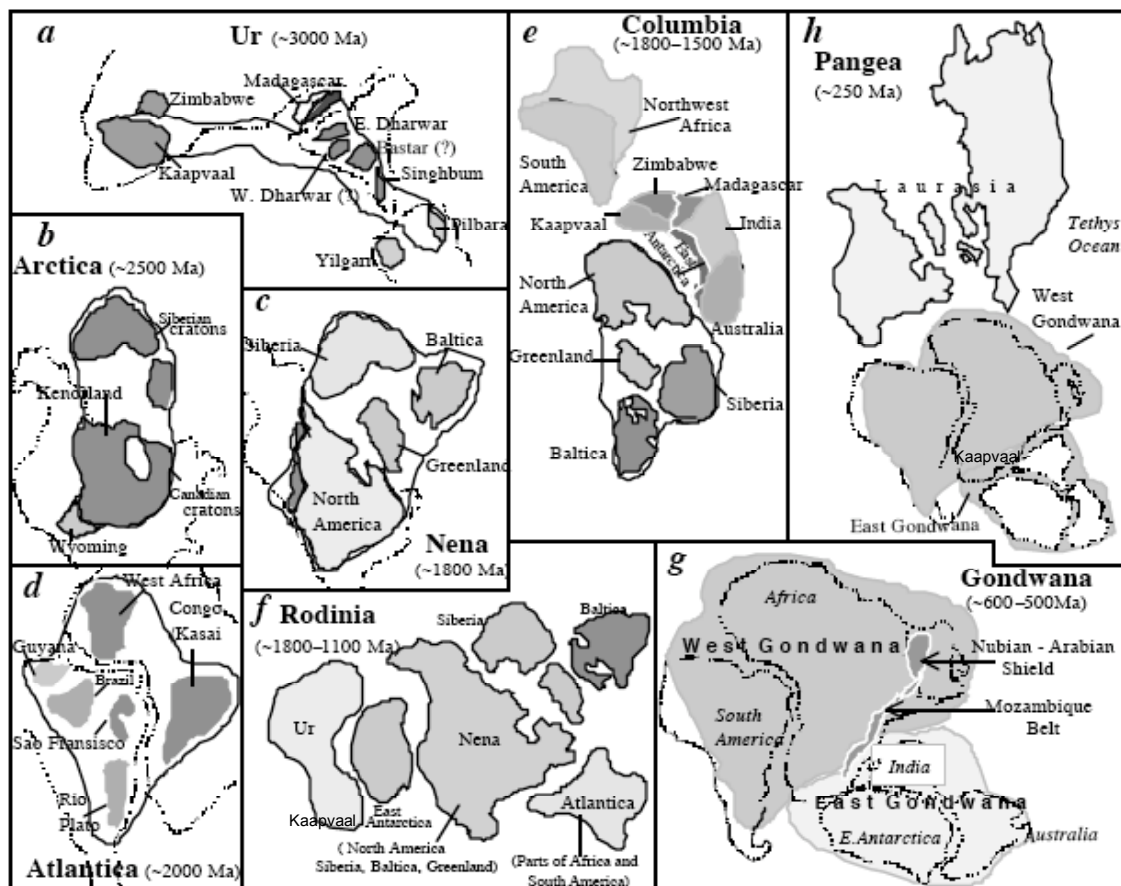 a
Ur (~3000 Ma)
Madagascar
Zimbabwe
E. Dharwar
Bastar (?)
Kaapvaal
Singhbum
W. Dharwar (?)
Pilbara
Yilgarn
b
Arctica (~2500 Ma)
Siberian
cratons
Kenorland
Canadian
cratons
Wyoming
c
Siberia
Baltica
Greenland
North
America
Nena
(~1800 Ma)
d
West Africa
Congo
Kasai
Guyana
Brazil
Sao Fransisco
Rio
Plato
Atlantica (~2000 Ma)
e
Columbia
(~1800–1500 Ma)
Northwest
Africa
South
America
Zimbabwe
Madagascar
Kaapvaal
India
East
Antarctica
North
America
Australia
Greenland
Siberia
Baltica
f
Rodinia
(~1800–1100 Ma)
Siberia
Baltica
Ur
Nena
East
Antarctica
Kaapvaal
Atlantica
( North America
Siberia, Baltica, Greenland)
(Parts of Africa and
South America)
g
Gondwana
(~600–500Ma)
Africa
West Gondwana
Nubian - Arabian
Shield
South
America
Mozambique
Belt
India
East Gondwana
E.Antarctica
Australia
h
Pangea
(~250 Ma)
Laurasia
Tethys
Ocean
West
Gondwana
Kaapvaal
East Gondwana